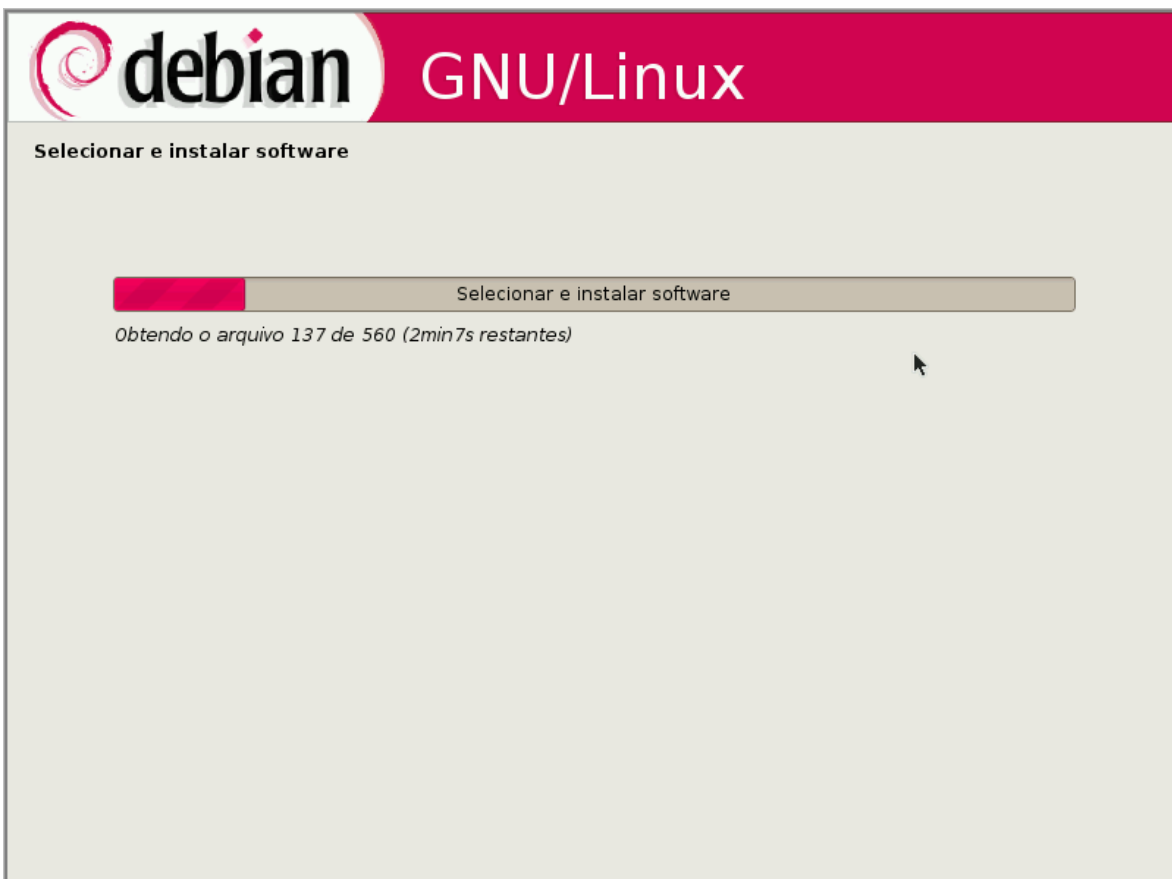 debian GNU/Linux
Selecionar e instalar software
Selecionar e instalar software
Obtendo o arquivo 137 de 560 (2min7s restantes)